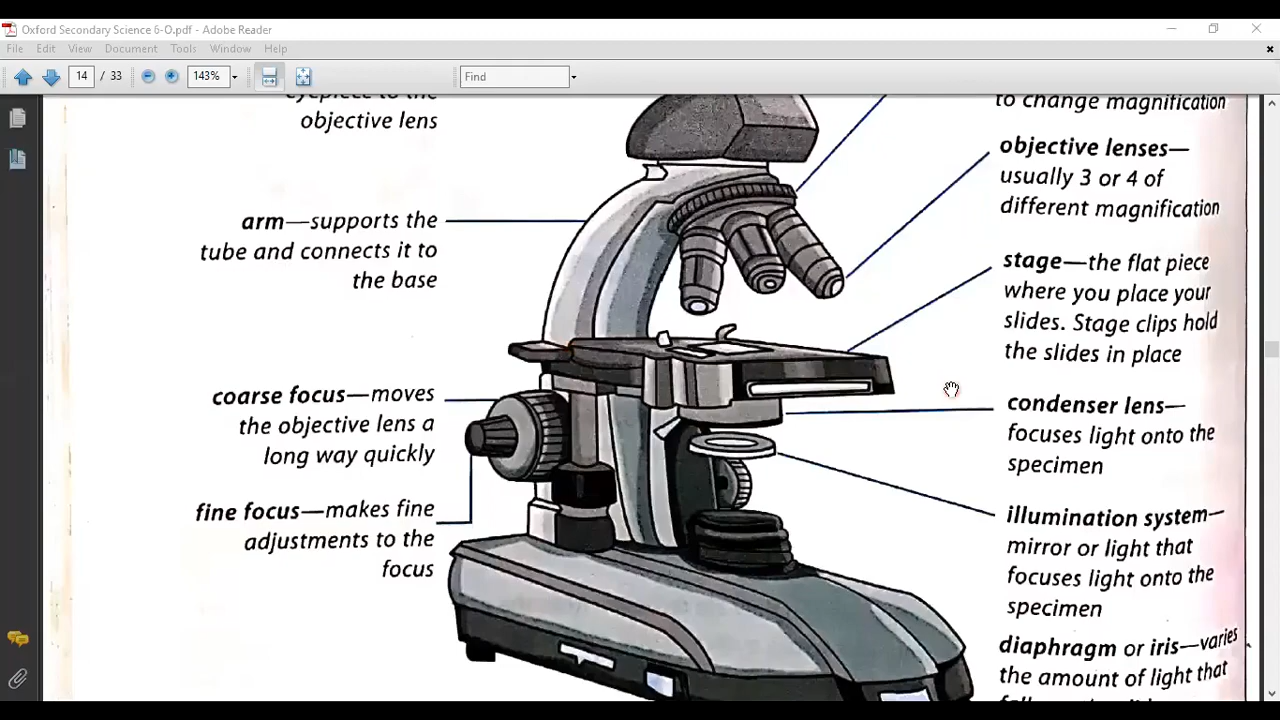 Oxford Secondary Science 6-O.pdf - Adobe Reader
File Edit View Document Tools Window Help
14 / 33 143% Find
eyepiece to the
objective lens
arm—supports the
tube and connects it to
the base
coarse focus—moves
the objective lens a
long way quickly
fine focus—makes fine
adjustments to the
focus
to change magnification
objective lenses—
usually 3 or 4 of
different magnification
stage—the flat piece
where you place your
slides. Stage clips hold
the slides in place
condenser lens—
focuses light onto the
specimen
illumination system—
mirror or light that
focuses light onto the
specimen
diaphragm or iris—varies
the amount of light that